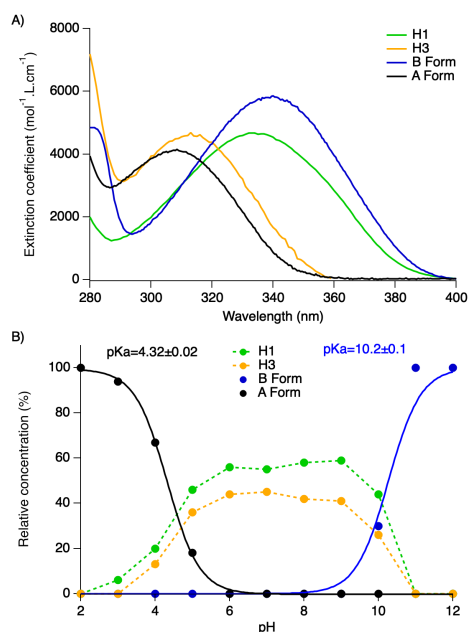 A)
8000
6000
4000
2000
0
Extinction coefficient (mol⁻¹.L.cm⁻¹)
H1
H3
B Form
A Form
280 300 320 340 360 380 400
Wavelength (nm)
B)
pKa=4.32±0.02
H1
H3
B Form
A Form
pKa=10.2±0.1
100
80
60
40
20
0
Relative concentration (%)
2 4 6 8 10 12
pH